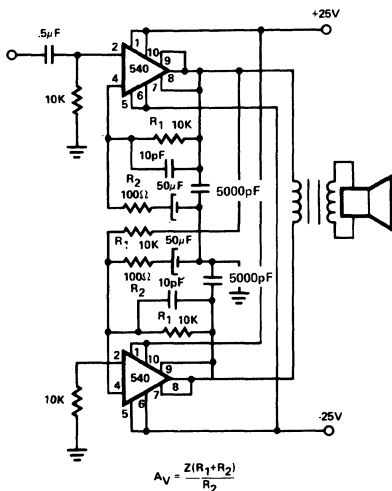 .5µF
+25V
2
1
10
9
540
8
4
7
5
6
10K
R1 10K
10pF
R2
50µF
100Ω
5000pF
R1 10K
50µF
100Ω
5000pF
10pF
R2
R1 10K
2
1
10
9
540
8
4
7
5
6
10K
-25V
AV = Z(R1+R2)
R2